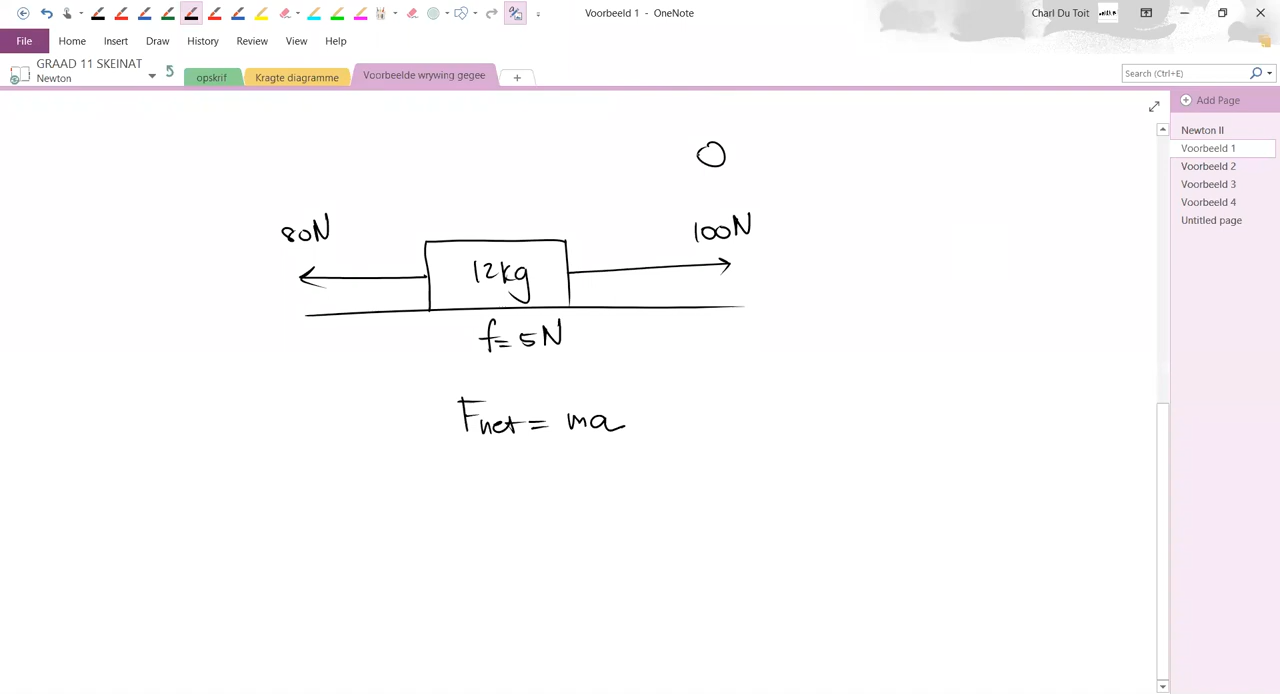 Voorbeeld 1 - OneNote
Charl Du Toit
File Home Insert Draw History Review View Help
GRAAD 11 SKEINAT
Newton
opskrif Kragte diagramme Voorbeelde wrywing gegee
Search (Ctrl+E)
Add Page
Newton II
Voorbeeld 1
Voorbeeld 2
Voorbeeld 3
Voorbeeld 4
Untitled page
O
80N 100N
12kg
f = 5N
Fnet = ma